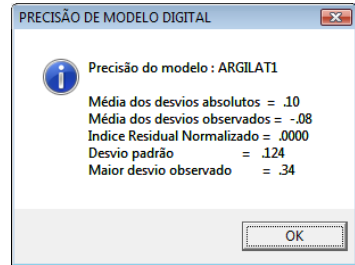 PRECISÃO DE MODELO DIGITAL
Precisão do modelo : ARGILAT1
Média dos desvios absolutos = .10
Média dos desvios observados = -.08
Indice Residual Normalizado = .0000
Desvio padrão = .124
Maior desvio observado = .34
OK